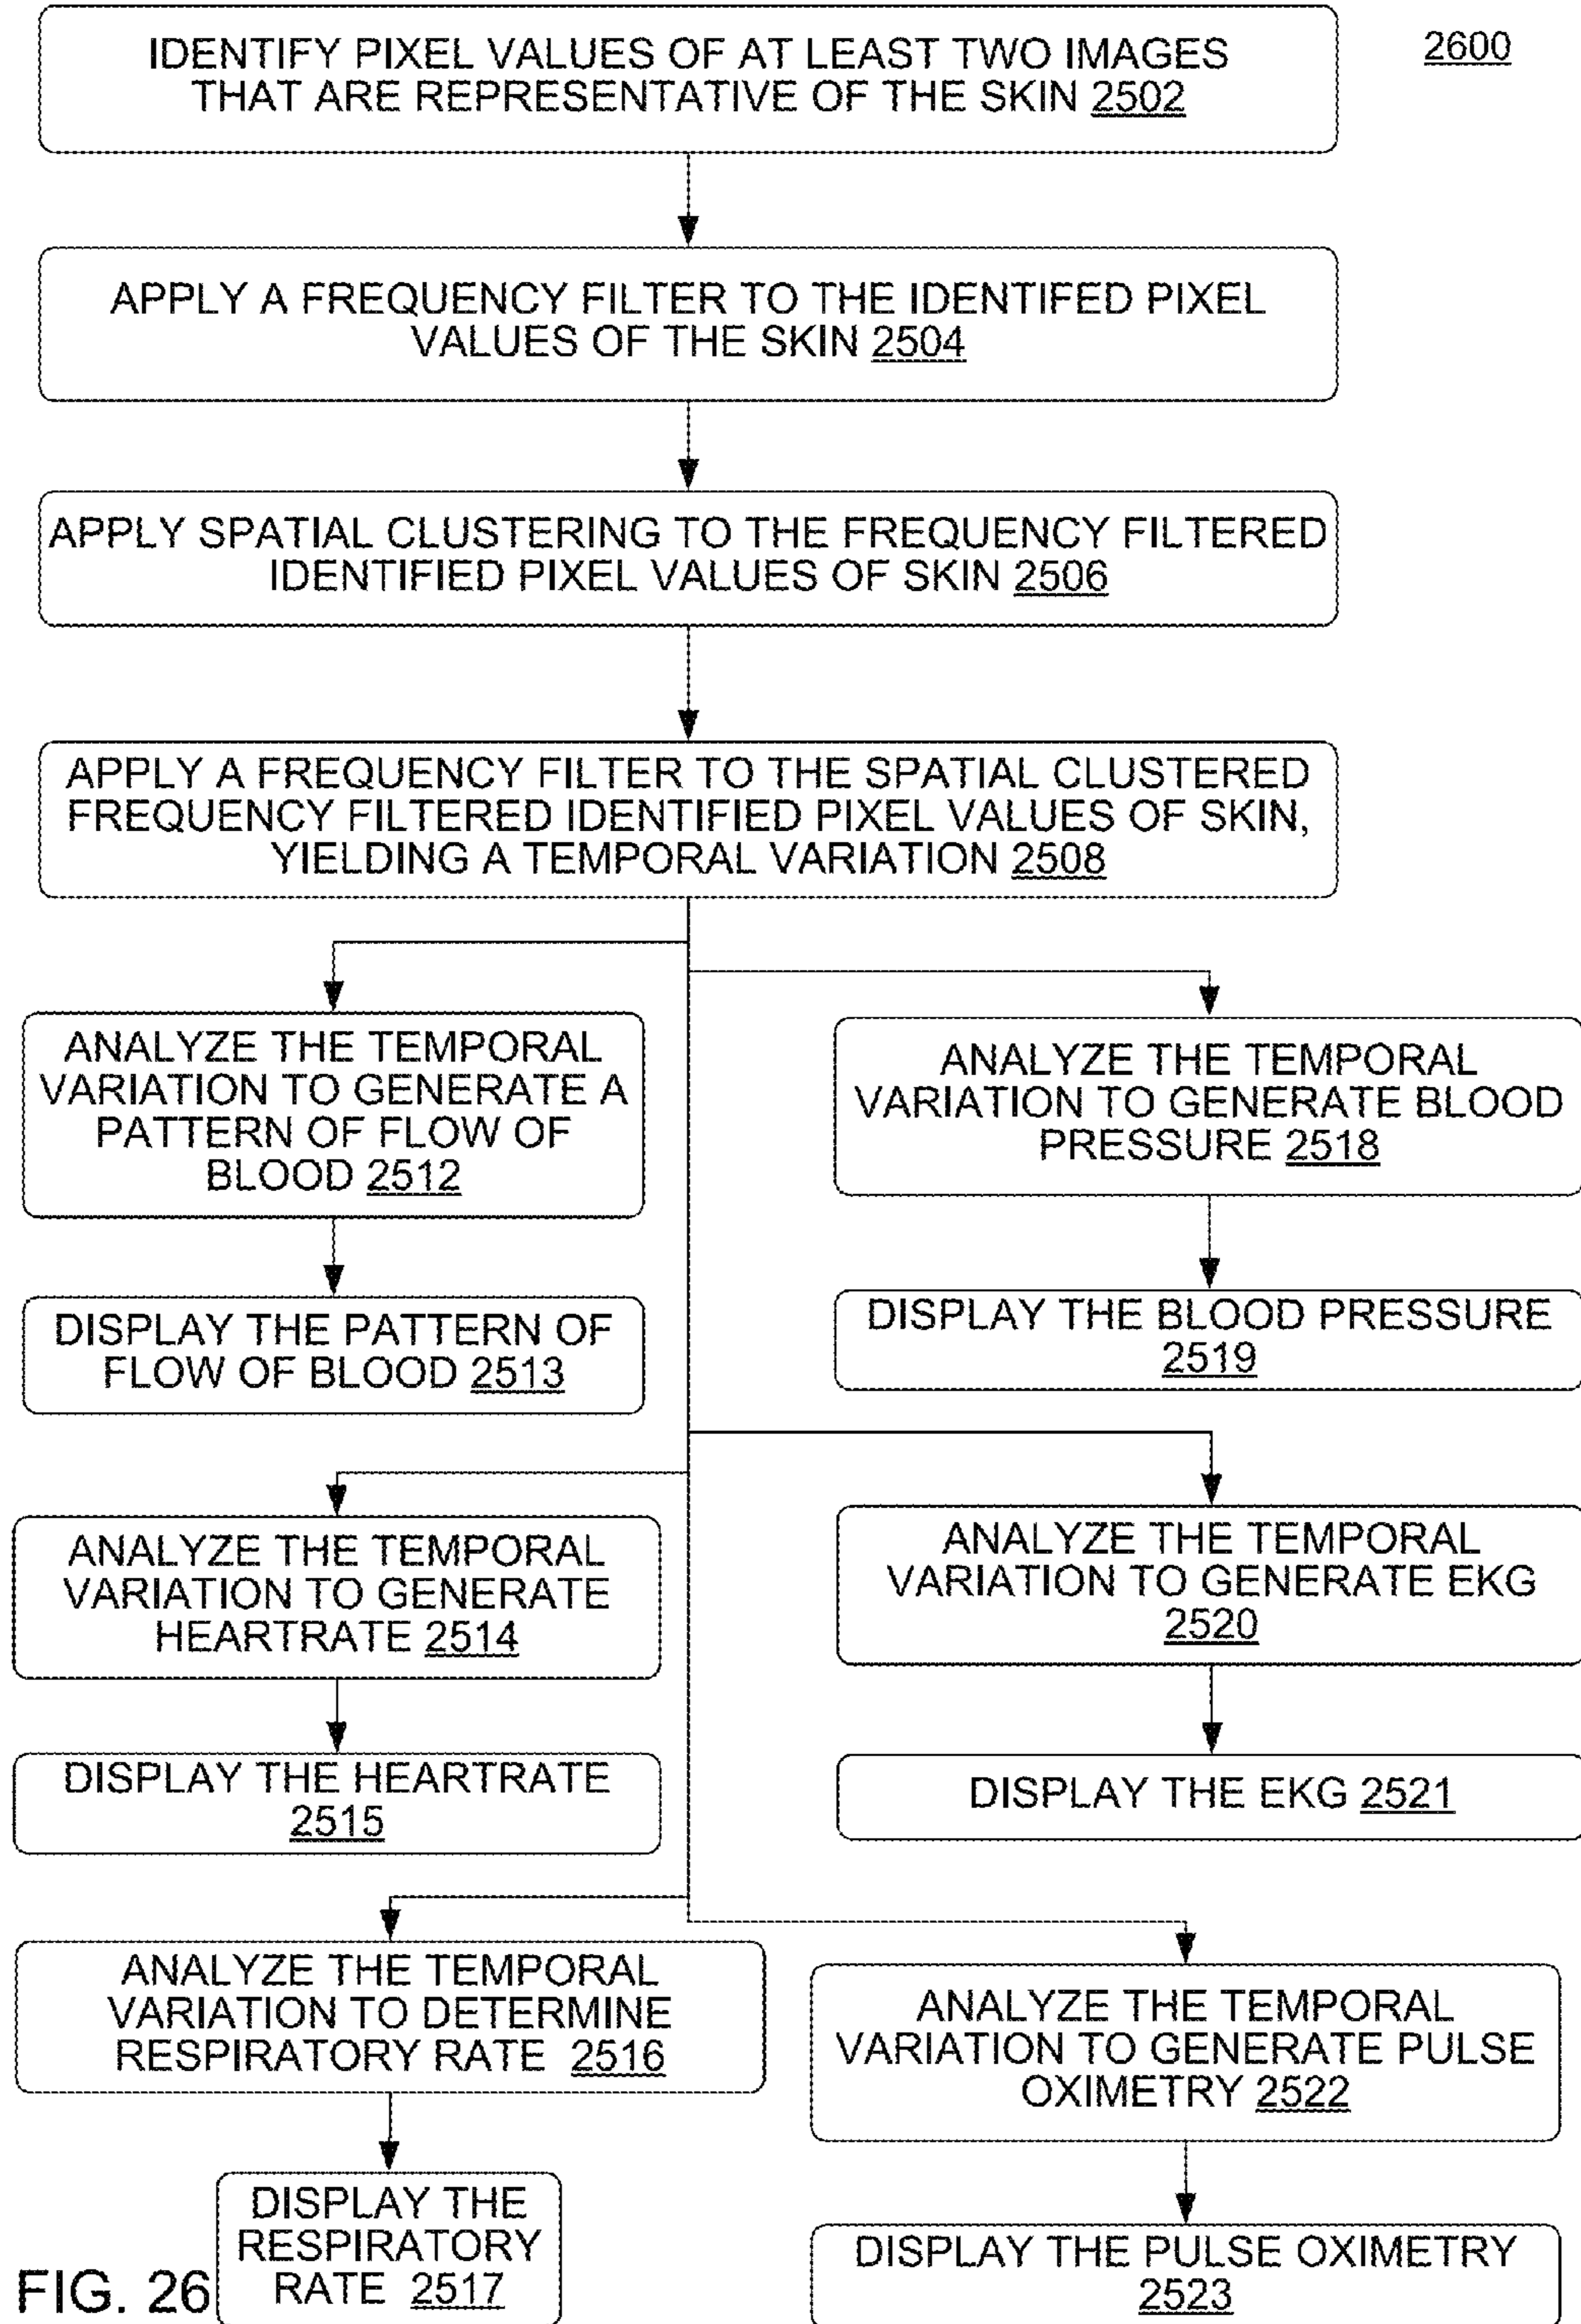 2600
IDENTIFY PIXEL VALUES OF AT LEAST TWO IMAGES
THAT ARE REPRESENTATIVE OF THE SKIN 2502
APPLY A FREQUENCY FILTER TO THE IDENTIFED PIXEL
VALUES OF THE SKIN 2504
APPLY SPATIAL CLUSTERING TO THE FREQUENCY FILTERED
IDENTIFIED PIXEL VALUES OF SKIN 2506
APPLY A FREQUENCY FILTER TO THE SPATIAL CLUSTERED
FREQUENCY FILTERED IDENTIFIED PIXEL VALUES OF SKIN,
YIELDING A TEMPORAL VARIATION 2508
ANALYZE THE TEMPORAL
VARIATION TO GENERATE A
PATTERN OF FLOW OF
BLOOD 2512
DISPLAY THE PATTERN OF
FLOW OF BLOOD 2513
ANALYZE THE TEMPORAL
VARIATION TO GENERATE BLOOD
PRESSURE 2518
DISPLAY THE BLOOD PRESSURE
2519
ANALYZE THE TEMPORAL
VARIATION TO GENERATE
HEARTRATE 2514
DISPLAY THE HEARTRATE
2515
ANALYZE THE TEMPORAL
VARIATION TO GENERATE EKG
2520
DISPLAY THE EKG 2521
ANALYZE THE TEMPORAL
VARIATION TO DETERMINE
RESPIRATORY RATE 2516
DISPLAY THE
RESPIRATORY
RATE 2517
ANALYZE THE TEMPORAL
VARIATION TO GENERATE PULSE
OXIMETRY 2522
DISPLAY THE PULSE OXIMETRY
2523
FIG. 26